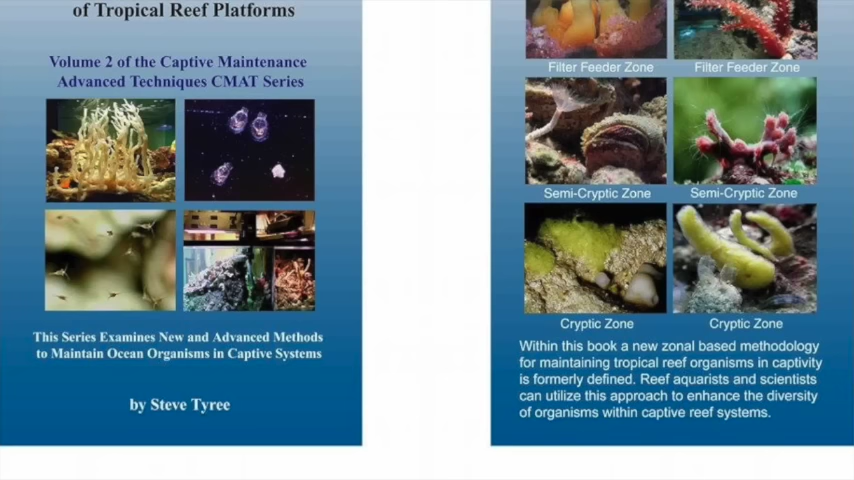 of Tropical Reef Platforms
Volume 2 of the Captive Maintenance
Advanced Techniques CMAT Series
This Series Examines New and Advanced Methods
to Maintain Ocean Organisms in Captive Systems
by Steve Tyree
Filter Feeder Zone
Filter Feeder Zone
Semi-Cryptic Zone
Semi-Cryptic Zone
Cryptic Zone
Cryptic Zone
Within this book a new zonal based methodology
for maintaining tropical reef organisms in captivity
is formerly defined. Reef aquarists and scientists
can utilize this approach to enhance the diversity
of organisms within captive reef systems.